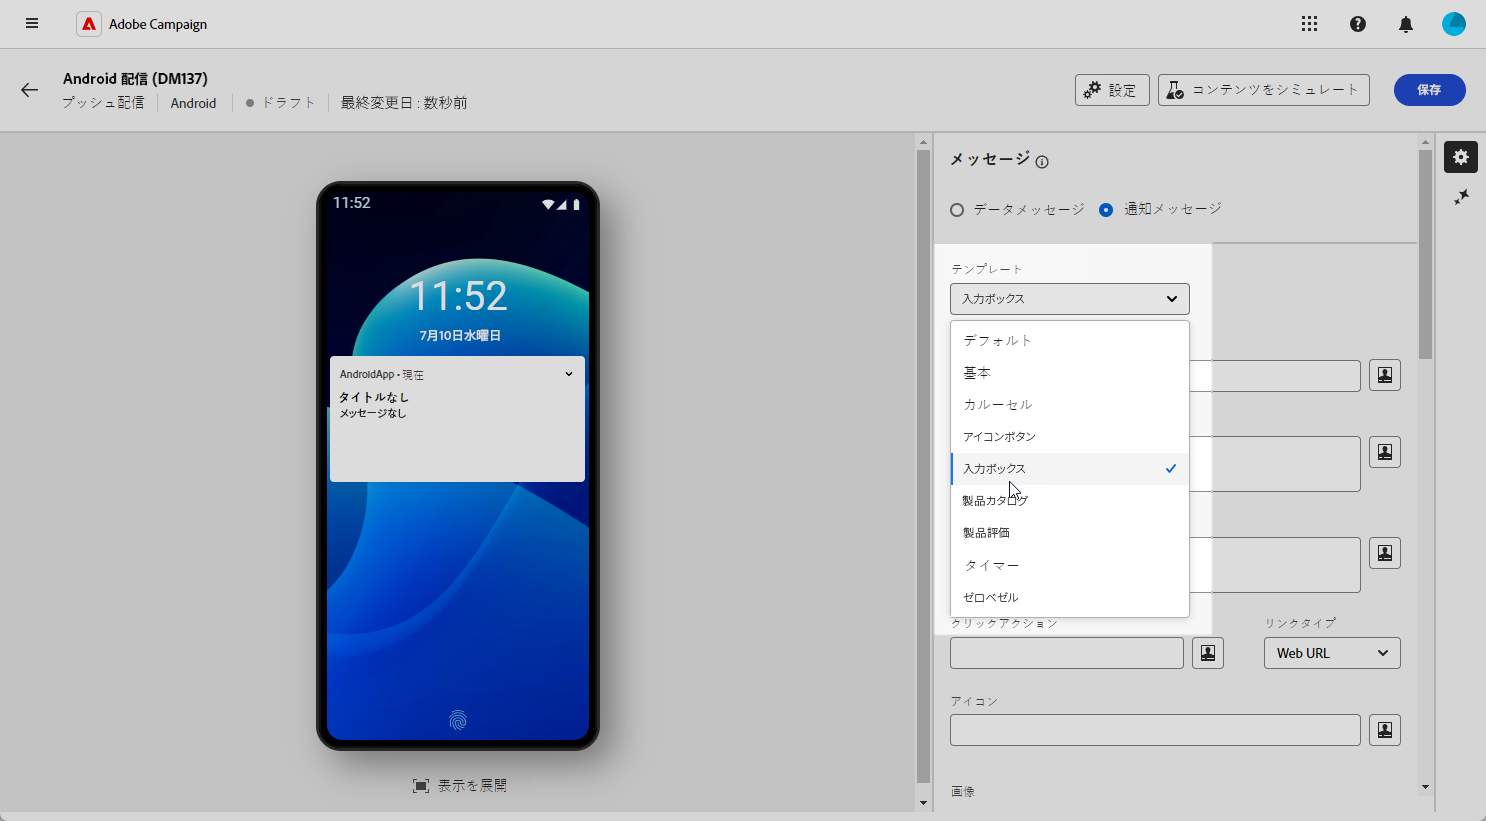 Adobe Campaign
Android 配信 (DM137)
プッシュ配信 Android ドラフト 最終変更日 : 数秒前
設定
コンテンツをシミュレート
保存
11:52
11:52
7月10日水曜日
AndroidApp • 現在
タイトルなし
メッセージなし
表示を展開
メッセージ
データメッセージ 通知メッセージ
テンプレート
入力ボックス
デフォルト
基本
カルーセル
アイコンボタン
入力ボックス
製品カタログ
製品評価
タイマー
ゼロベゼル
クリックアクション リンクタイプ
Web URL
アイコン
画像